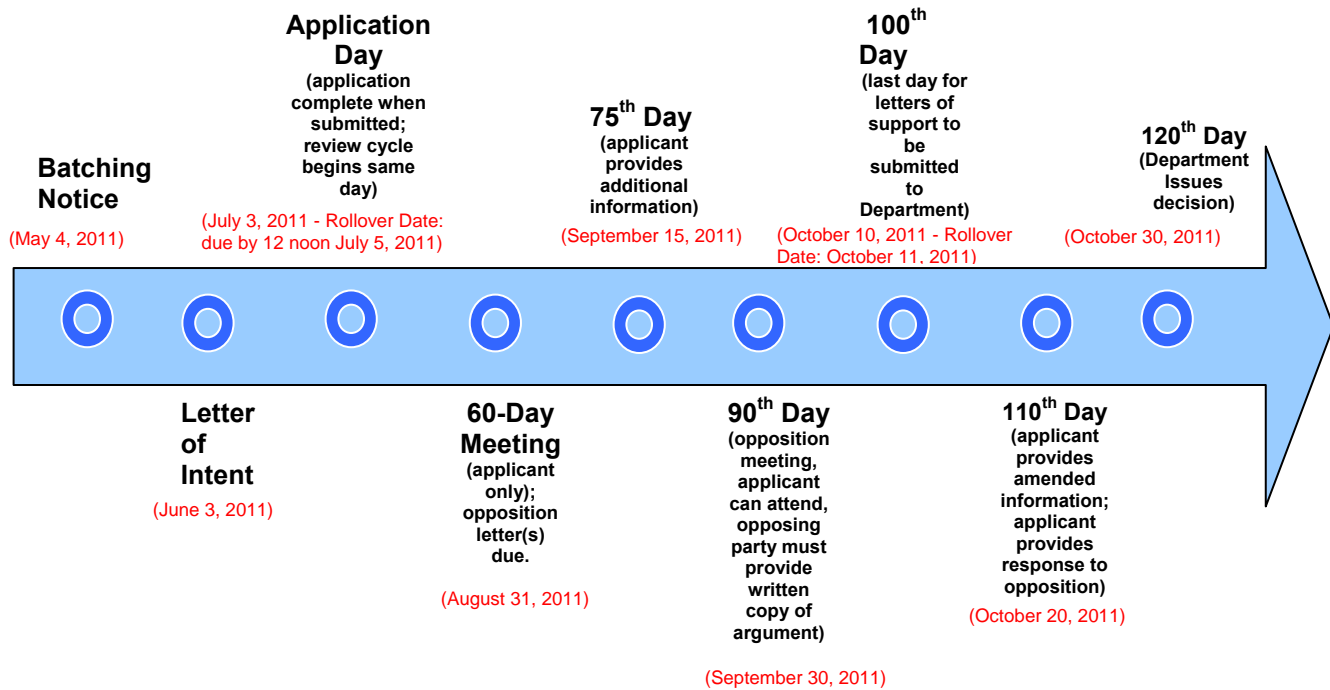 Batching
Notice
(May 4, 2011)
Letter
of
Intent
(June 3, 2011)
Application
Day
(application
complete when
submitted;
review cycle
begins same
day)
(July 3, 2011 - Rollover Date:
due by 12 noon July 5, 2011)
60-Day
Meeting
(applicant
only);
opposition
letter(s)
due.
(August 31, 2011)
75th Day
(applicant
provides
additional
information)
(September 15, 2011)
90th Day
(opposition
meeting,
applicant
can attend,
opposing
party must
provide
written
copy of
argument)
(September 30, 2011)
100th
Day
(last day for
letters of
support to
be
submitted
to
Department)
(October 10, 2011 - Rollover
Date: October 11, 2011)
110th Day
(applicant
provides
amended
information;
applicant
provides
response to
opposition)
(October 20, 2011)
120th Day
(Department
Issues
decision)
(October 30, 2011)